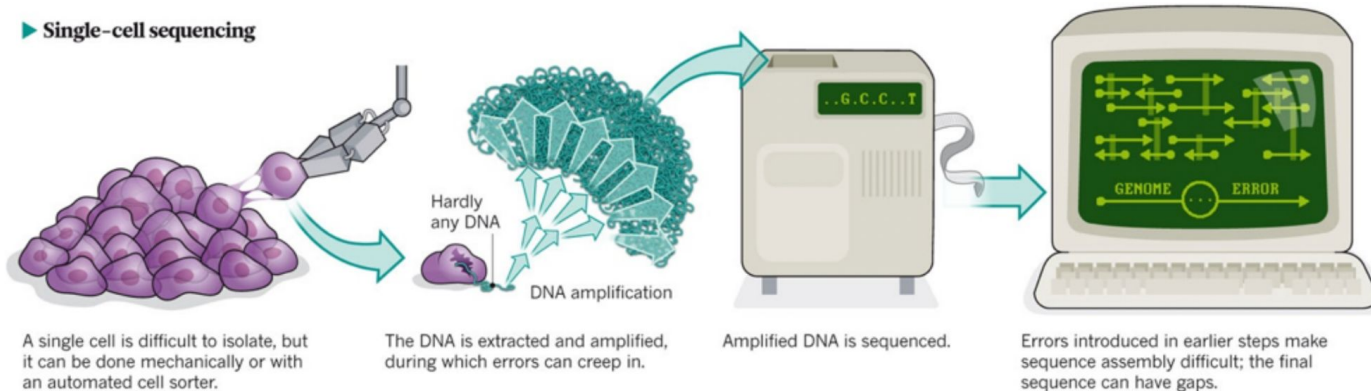 Single-cell sequencing
Hardly
any DNA
DNA amplification
..G.C.C..T
GENOME ERROR
...
A single cell is difficult to isolate, but
it can be done mechanically or with
an automated cell sorter.
The DNA is extracted and amplified,
during which errors can creep in.
Amplified DNA is sequenced.
Errors introduced in earlier steps make
sequence assembly difficult; the final
sequence can have gaps.